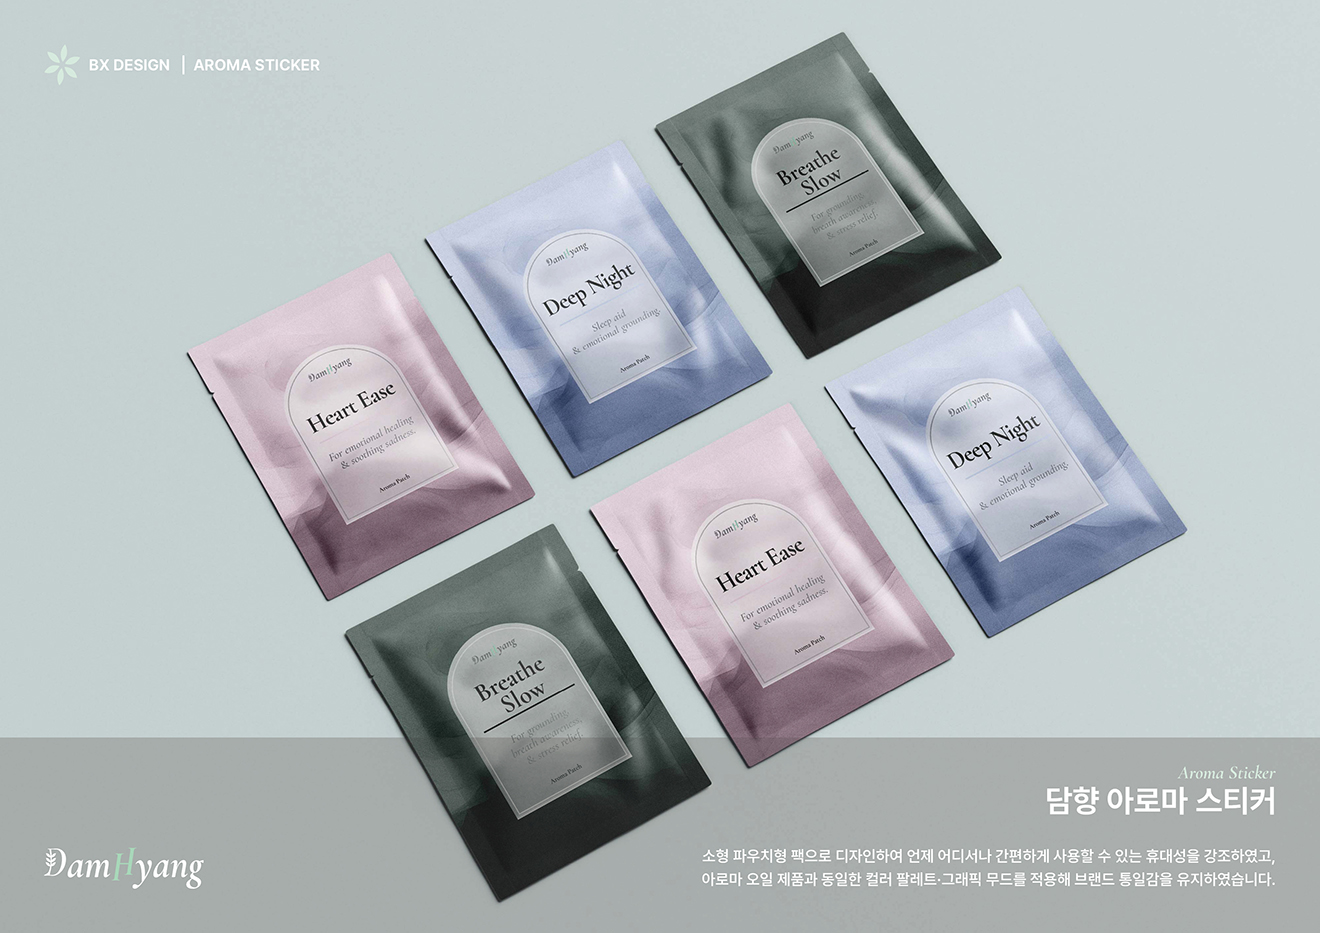 BX DESIGN | AROMA STICKER
DamHyang
Breathe
Slow
For grounding,
breath awareness,
& stress relief.
Aroma Patch
DamHyang
Deep Night
Sleep aid
& emotional grounding.
Aroma Patch
DamHyang
Heart Ease
For emotional healing
& soothing sadness.
Aroma Patch
DamHyang
Deep Night
Sleep aid
& emotional grounding.
Aroma Patch
DamHyang
Heart Ease
For emotional healing
& soothing sadness.
Aroma Patch
DamHyang
Breathe
Slow
For grounding,
breath awareness,
& stress relief.
Aroma Patch
Aroma Sticker
담향 아로마 스티커
DamHyang
소형 파우치형 팩으로 디자인하여 언제 어디서나 간편하게 사용할 수 있는 휴대성을 강조하였고,
아로마 오일 제품과 동일한 컬러 팔레트·그래픽 무드를 적용해 브랜드 통일감을 유지하였습니다.